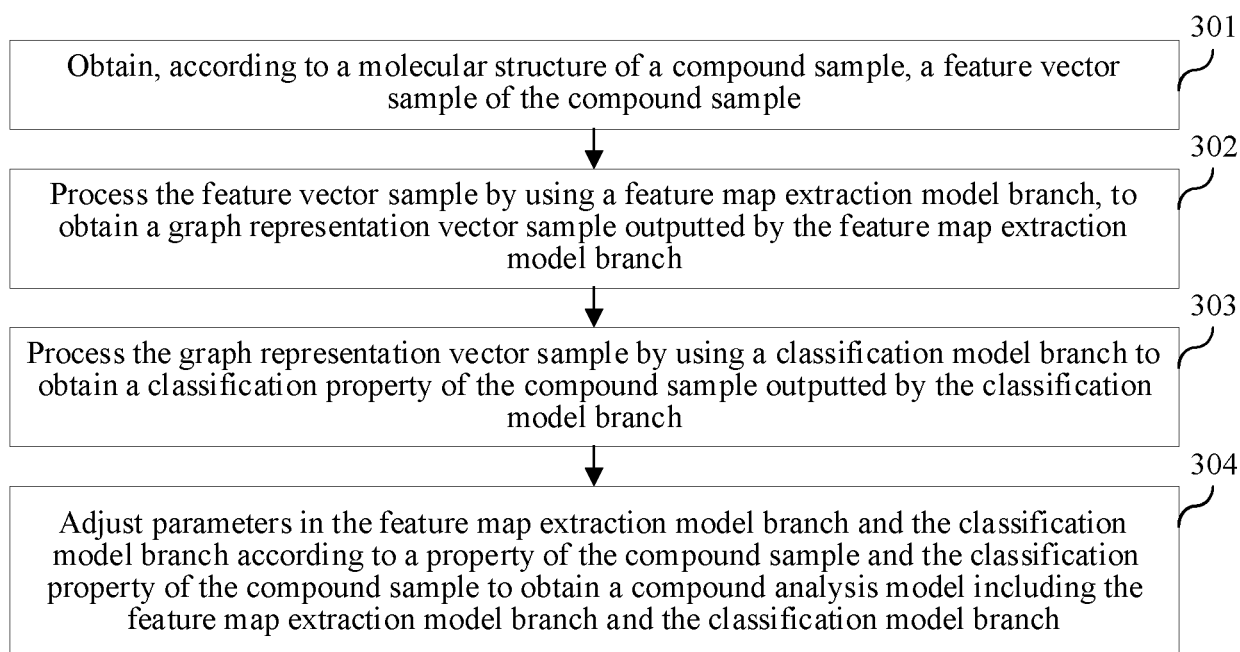 301
Obtain, according to a molecular structure of a compound sample, a feature vector
sample of the compound sample
302
Process the feature vector sample by using a feature map extraction model branch, to
obtain a graph representation vector sample outputted by the feature map extraction
model branch
303
Process the graph representation vector sample by using a classification model branch to
obtain a classification property of the compound sample outputted by the classification
model branch
304
Adjust parameters in the feature map extraction model branch and the classification
model branch according to a property of the compound sample and the classification
property of the compound sample to obtain a compound analysis model including the
feature map extraction model branch and the classification model branch